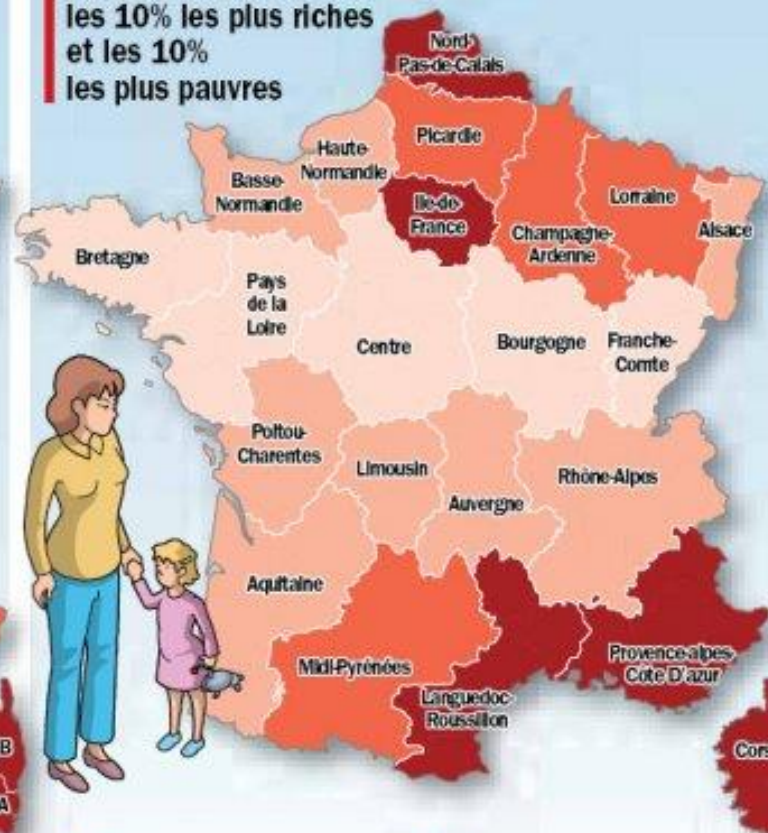 les 10% les plus riches
et les 10%
les plus pauvres
Nord-
Pas-de-Calais
Picardie
Haute-
Normandie
Basse-
Normandie
Ile-de-
France
Champagne-
Ardenne
Lorraine
Alsace
Bretagne
Pays
de la
Loire
Centre
Bourgogne
Franche-
Comte
Poitou-
Charentes
Limousin
Auvergne
Rhône-Alpes
Aquitaine
Midi-Pyrénées
Languedoc-
Roussillon
Provence-alpes-
Côte D'azur
B
A
Cors